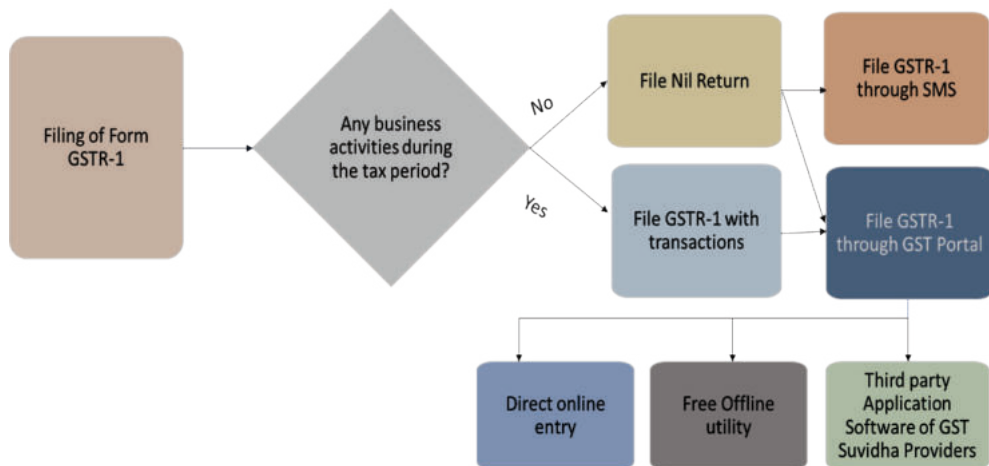 Filing of Form
GSTR-1
Any business
activities during
the tax period?
No
Yes
File Nil Return
File GSTR-1
through SMS
File GSTR-1 with
transactions
File GSTR-1
through GST Portal
Direct online
entry
Free Offline
utility
Third party
Application
Software of GST
Suvidha Providers